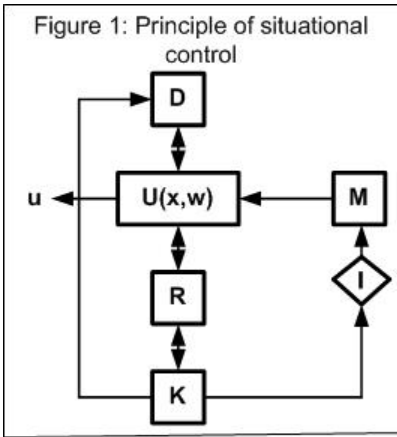 Figure 1: Principle of situational
control
D
u
U(x,w)
M
R
I
K